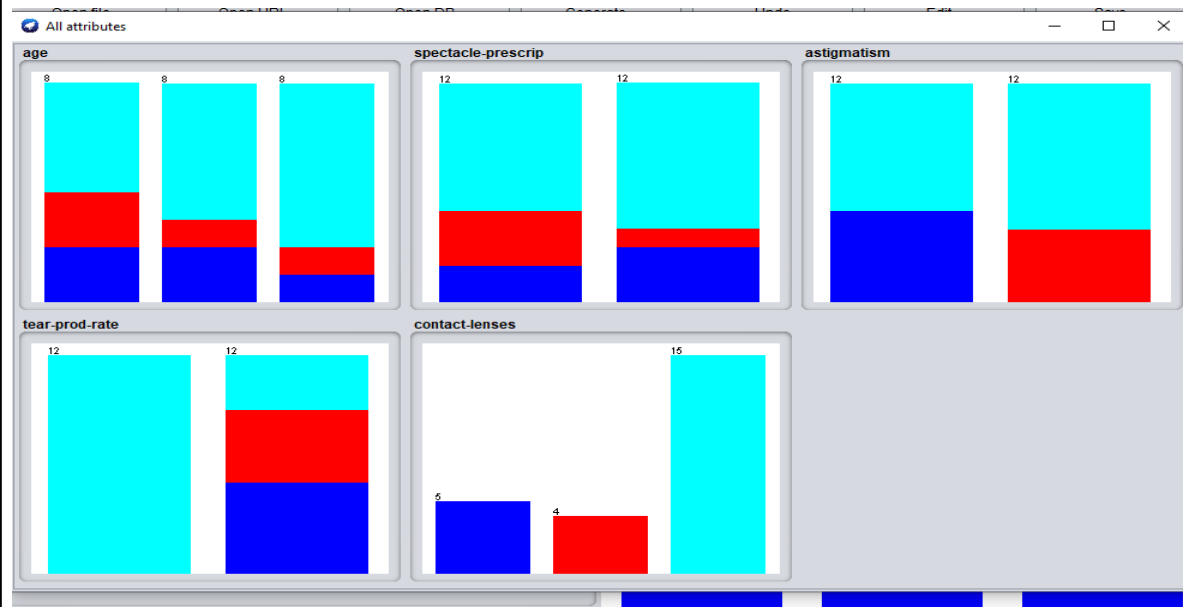 All attributes
age
spectacle-prescrip
astigmatism
8 8 8
12 12
12 12
tear-prod-rate
contact-lenses
12 12
15
5
4